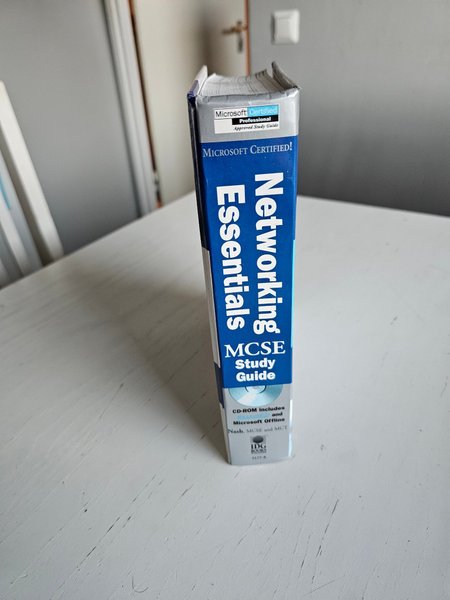 Microsoft Certified
Professional
Approved Study Guide
MICROSOFT CERTIFIED!
Networking
Essentials
MCSE
Study
Guide
CD-ROM includes
and
Microsoft Offline
Nash, MCSE and MCT
IDG
BOOKS